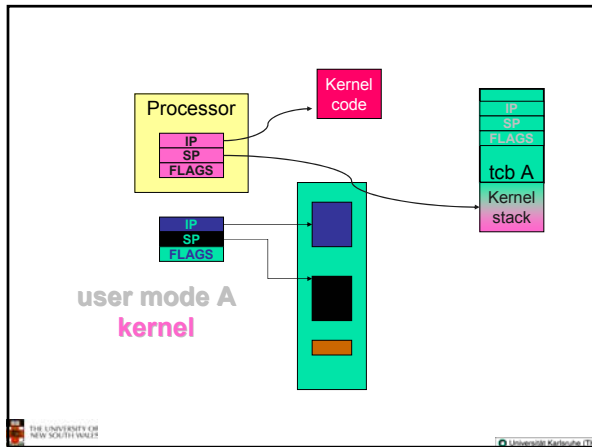 Processor
IP
SP
FLAGS
Kernel
code
IP
SP
FLAGS
tcb A
Kernel
stack
IP
SP
FLAGS
user mode A
kernel
THE UNIVERSITY OF
NEW SOUTH WALES
Universität Karlsruhe (TH)